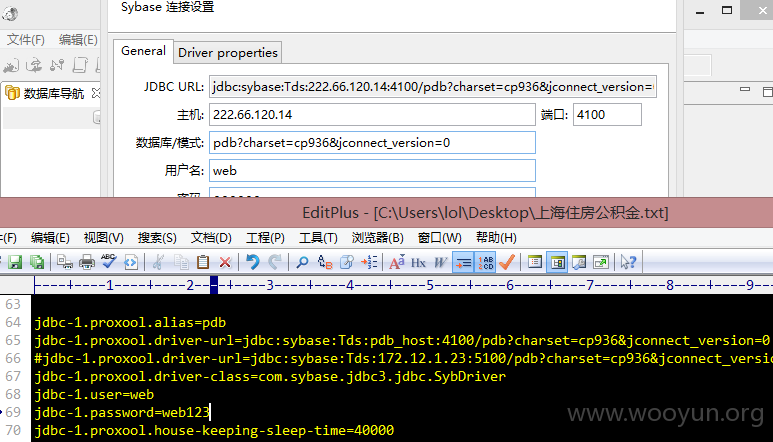 Sybase 连接设置
文件(F) 编辑(E)
General Driver properties
JDBC URL: jdbc:sybase:Tds:222.66.120.14:4100/pdb?charset=cp936&jconnect_version=
数据库导航
主机: 222.66.120.14 端口: 4100
数据库/模式: pdb?charset=cp936&jconnect_version=0
用户名: web
EditPlus - [C:\Users\lol\Desktop\上海住房公积金.txt]
(F) 编辑(E) 视图(V) 搜索(S) 文档(D) 工程(P) 工具(T) 浏览器(B) 窗口(W) 帮助(H)
----+----1----+----2----+----3----+----4----+----5----+----6----+----7----+----8----+----9--
63
64 jdbc-1.proxool.alias=pdb
65 jdbc-1.proxool.driver-url=jdbc:sybase:Tds:pdb_host:4100/pdb?charset=cp936&jconnect_version=0
66 #jdbc-1.proxool.driver-url=jdbc:sybase:Tds:172.12.1.23:5100/pdb?charset=cp936&jconnect_vers
67 jdbc-1.proxool.driver-class=com.sybase.jdbc3.jdbc.SybDriver
68 jdbc-1.user=web
69 jdbc-1.password=web123
70 jdbc-1.proxool.house-keeping-sleep-time=40000
www.wooyun.org